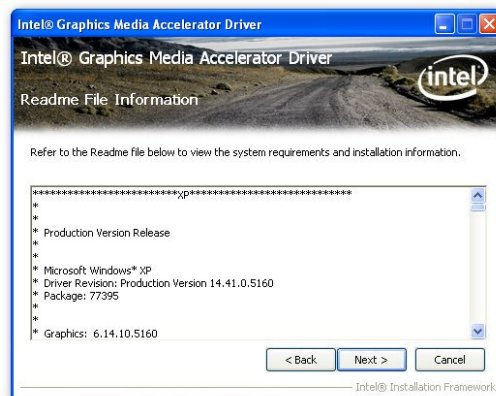 Intel® Graphics Media Accelerator Driver
Intel® Graphics Media Accelerator Driver
intel®
Readme File Information
Refer to the Readme file below to view the system requirements and installation information.
*************************XP****************************
*
*
* Production Version Release
*
*
* Microsoft Windows* XP
* Driver Revision: Production Version 14.41.0.5160
* Package: 77395
*
*
* Graphics: 6.14.10.5160
< Back
Next >
Cancel
Intel® Installation Framework